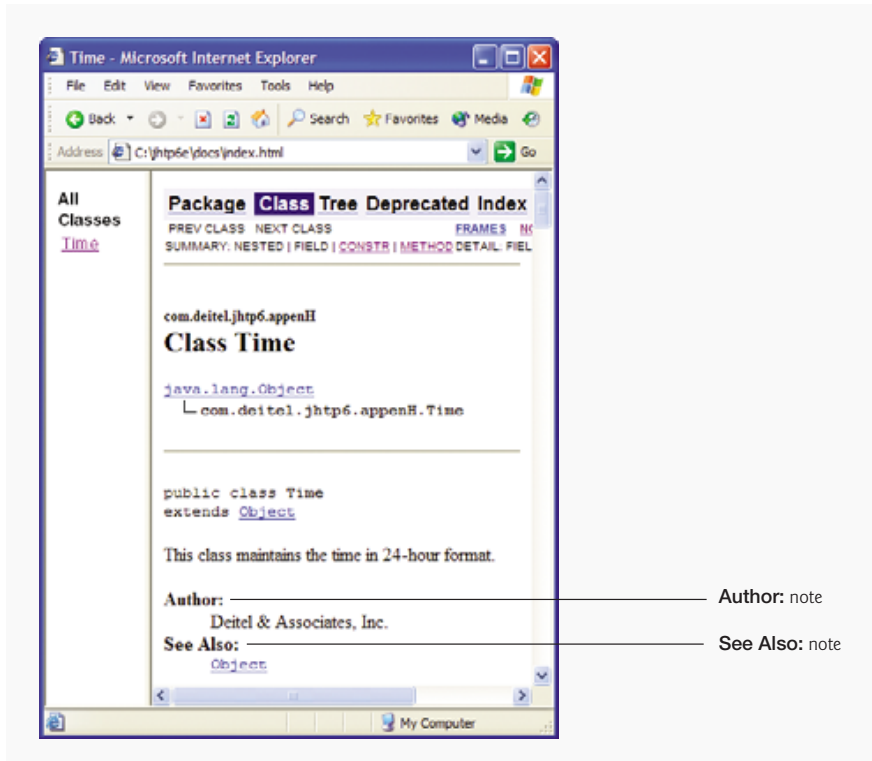 Time - Microsoft Internet Explorer
File Edit View Favorites Tools Help
Back Search Favorites Media
Address C:\jhtp6e\docs\index.html Go
All Classes
Time
Package Class Tree Deprecated Index
PREV CLASS NEXT CLASS FRAMES
SUMMARY: NESTED | FIELD | CONSTR | METHOD DETAIL:
com.deitel.jhtp6.appenH
Class Time
java.lang.Object
com.deitel.jhtp6.appenH.Time
public class Time
extends Object
This class maintains the time in 24-hour format.
Author:
Deitel & Associates, Inc.
See Also:
Object
My Computer
Author: note
See Also: note